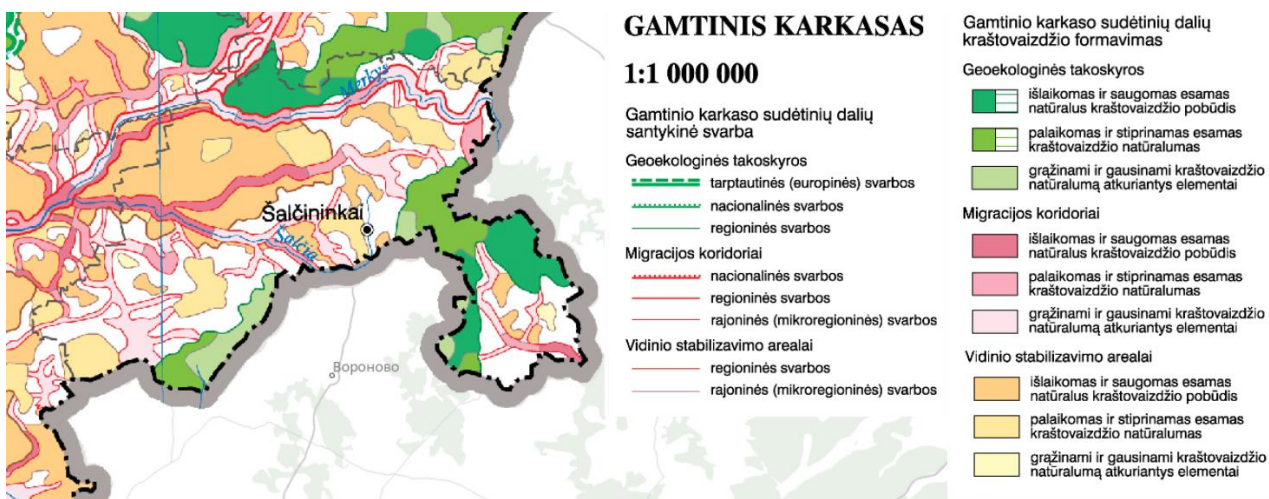 Merkys
Šalčininkai
Šalčia
Вороново
GAMTINIS KARKASAS
1:1 000 000
Gamtinio karkaso sudėtinių dalių
santykinė svarba
Geoekologinės takoskyros
tarptautinės (europinės) svarbos
nacionalinės svarbos
regioninės svarbos
Migracijos koridoriai
nacionalinės svarbos
regioninės svarbos
rajoninės (mikroregioninės) svarbos
Vidinio stabilizavimo arealai
regioninės svarbos
rajoninės (mikroregioninės) svarbos
Gamtinio karkaso sudėtinių dalių
kraštovaizdžio formavimas
Geoekologinės takoskyros
išlaikomas ir saugomas esamas
natūralus kraštovaizdžio pobūdis
palaikomas ir stiprinamas esamas
kraštovaizdžio natūralumas
grąžinami ir gausinami kraštovaizdžio
natūralumą atkuriantys elementai
Migracijos koridoriai
išlaikomas ir saugomas esamas
natūralus kraštovaizdžio pobūdis
palaikomas ir stiprinamas esamas
kraštovaizdžio natūralumas
grąžinami ir gausinami kraštovaizdžio
natūralumą atkuriantys elementai
Vidinio stabilizavimo arealai
išlaikomas ir saugomas esamas
natūralus kraštovaizdžio pobūdis
palaikomas ir stiprinamas esamas
kraštovaizdžio natūralumas
grąžinami ir gausinami kraštovaizdžio
natūralumą atkuriantys elementai